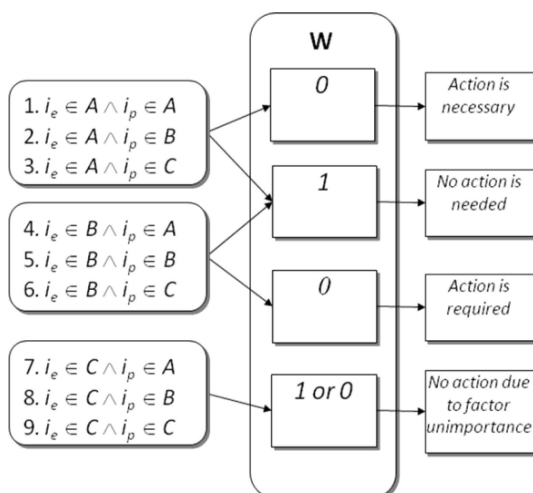 W
1. iₑ ∈ A ∧ iₚ ∈ A
2. iₑ ∈ A ∧ iₚ ∈ B
3. iₑ ∈ A ∧ iₚ ∈ C
4. iₑ ∈ B ∧ iₚ ∈ A
5. iₑ ∈ B ∧ iₚ ∈ B
6. iₑ ∈ B ∧ iₚ ∈ C
7. iₑ ∈ C ∧ iₚ ∈ A
8. iₑ ∈ C ∧ iₚ ∈ B
9. iₑ ∈ C ∧ iₚ ∈ C
0
1
0
1 or 0
Action is
necessary
No action is
needed
Action is
required
No action due
to factor
unimportance